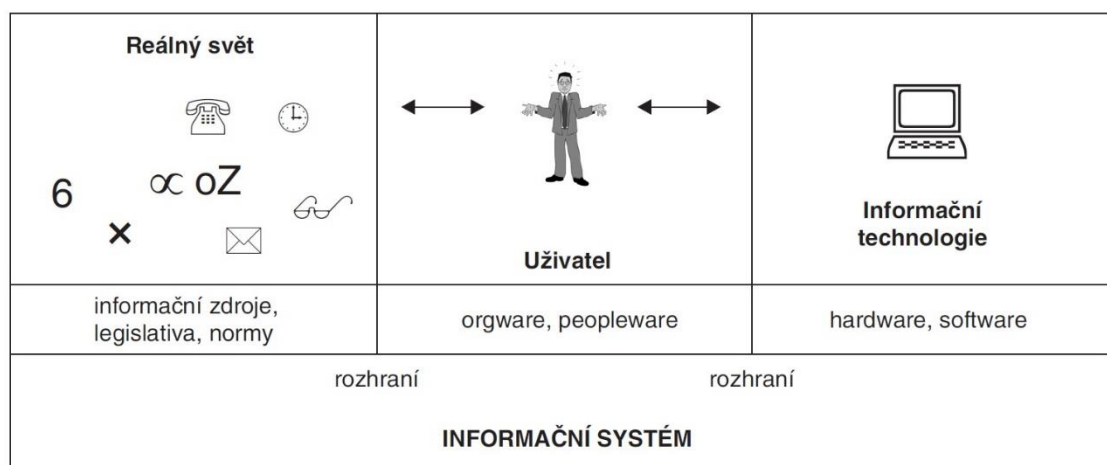 Reálný svět
6
× 
∝ oZ
Uživatel
Informační
technologie
informační zdroje,
legislativa, normy
orgware, peopleware
hardware, software
rozhraní
rozhraní
INFORMAČNÍ SYSTÉM